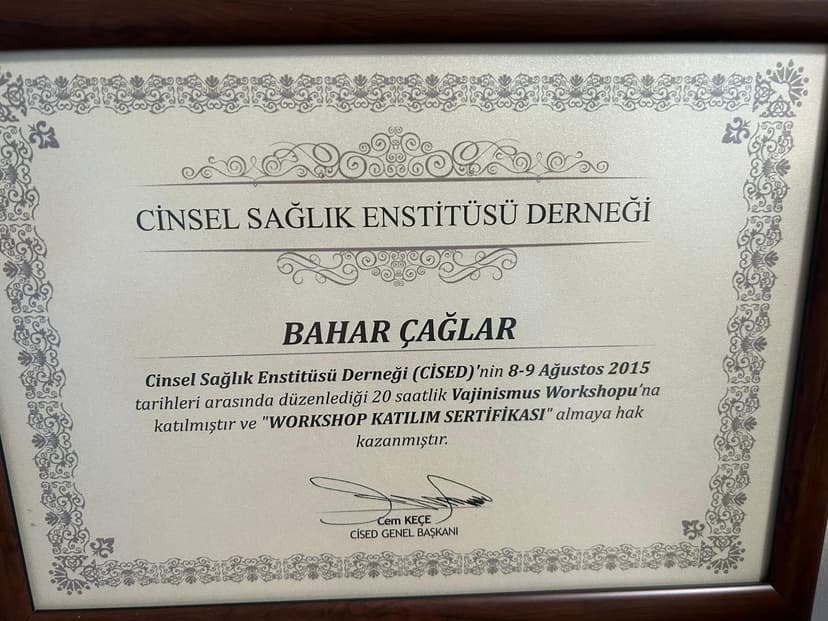 CİNSEL SAĞLIK ENSTİTÜSÜ DERNEĞİ
BAHAR ÇAĞLAR
Cinsel Sağlık Enstitüsü Derneği (CİSED)'nin 8-9 Ağustos 2015
tarihleri arasında düzenlediği 20 saatlik Vajinismus Workshopu'na
katılmıştır ve "WORKSHOP KATILIM SERTİFİKASI" almaya hak
kazanmıştır.
Cem KEÇE
CİSED GENEL BAŞKANI